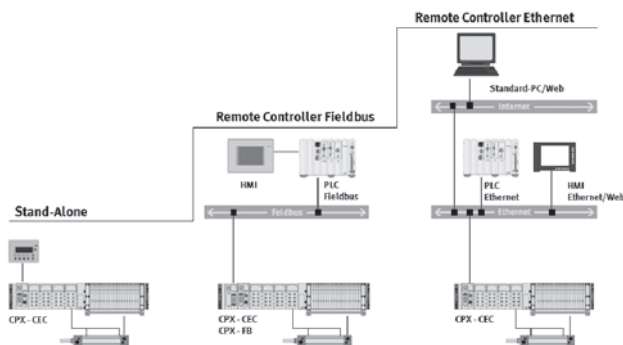 Remote Controller Ethernet
Standard-PC/Web
Internet
Remote Controller Fieldbus
HMI
PLC
Fieldbus
PLC
Ethernet
HMI
Ethernet/Web
Stand-Alone
Fieldbus
Ethernet
CPX - CEC
CPX - CEC
CPX - FB
CPX - CEC